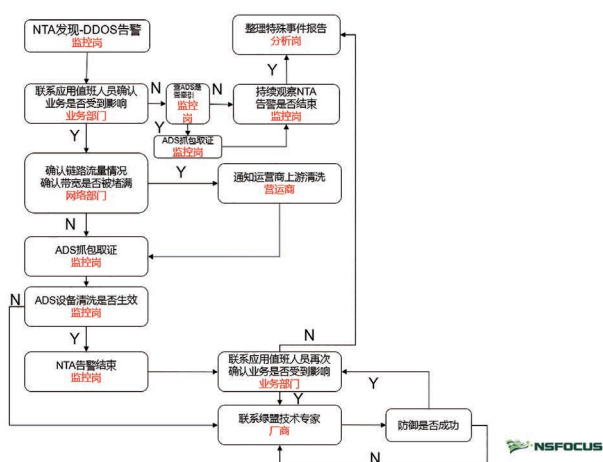 NTA发现-DDOS告警
监控岗
整理特殊事件报告
分析岗
Y
联系应用值班人员确认
业务是否受到影响
业务部门
N
查ADS是
否牵引
监控
岗
N
持续观察NTA
告警是否结束
监控岗
Y
Y
ADS抓包取证
监控岗
确认链路流量情况
确认带宽是否被堵满
网络部门
Y
通知运营商上游清洗
营运商
N
ADS抓包取证
监控岗
N
ADS设备清洗是否生效
监控岗
Y
N
NTA告警结束
监控岗
联系应用值班人员再次
确认业务是否受到影响
业务部门
Y
Y
联系绿盟技术专家
厂商
防御是否成功
N
NSFOCUS